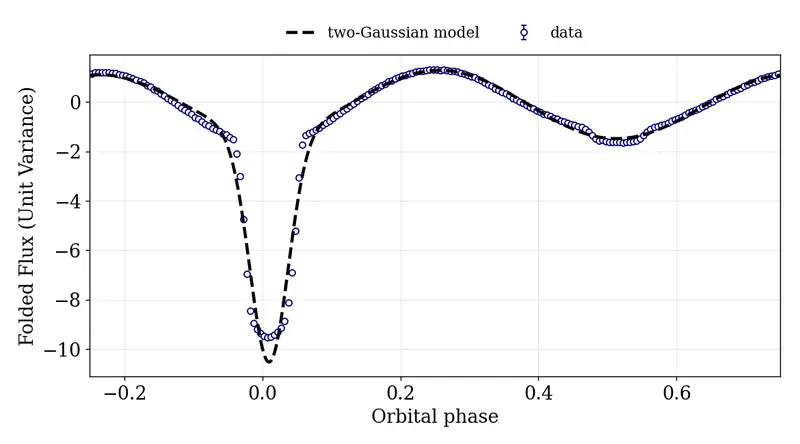 two-Gaussian model
data
Folded Flux (Unit Variance)
0
−2
−4
−6
−8
−10
−0.2
0.0
0.2
0.4
0.6
Orbital phase